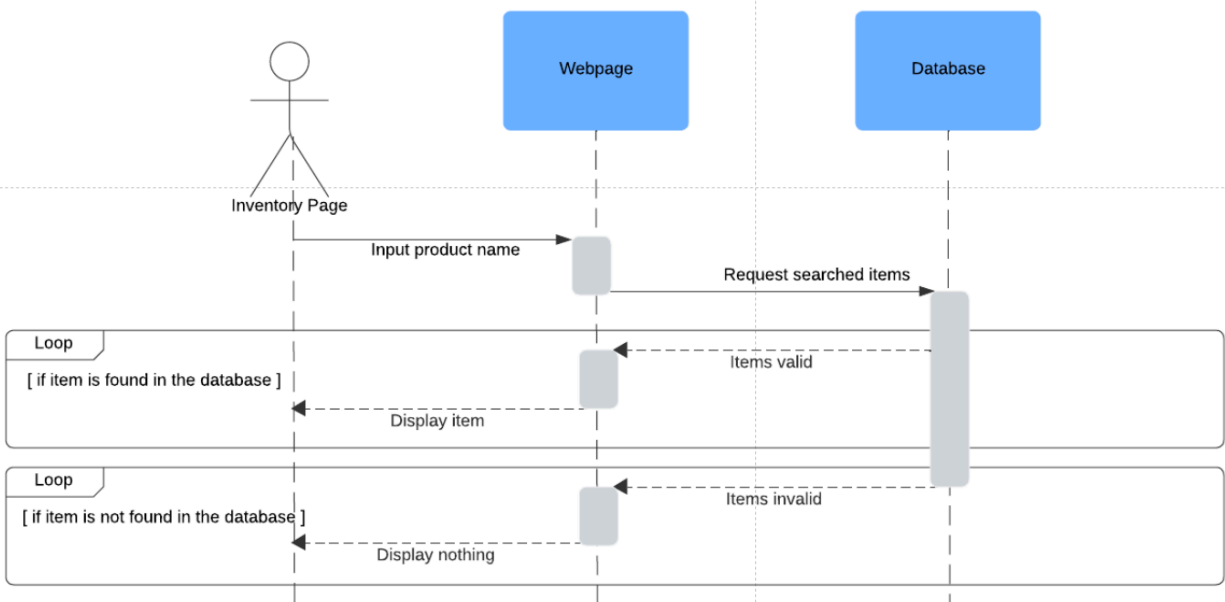 Webpage
Database
Inventory Page
Input product name
Request searched items
Loop
Items valid
[ if item is found in the database ]
Display item
Loop
Items invalid
[ if item is not found in the database ]
Display nothing